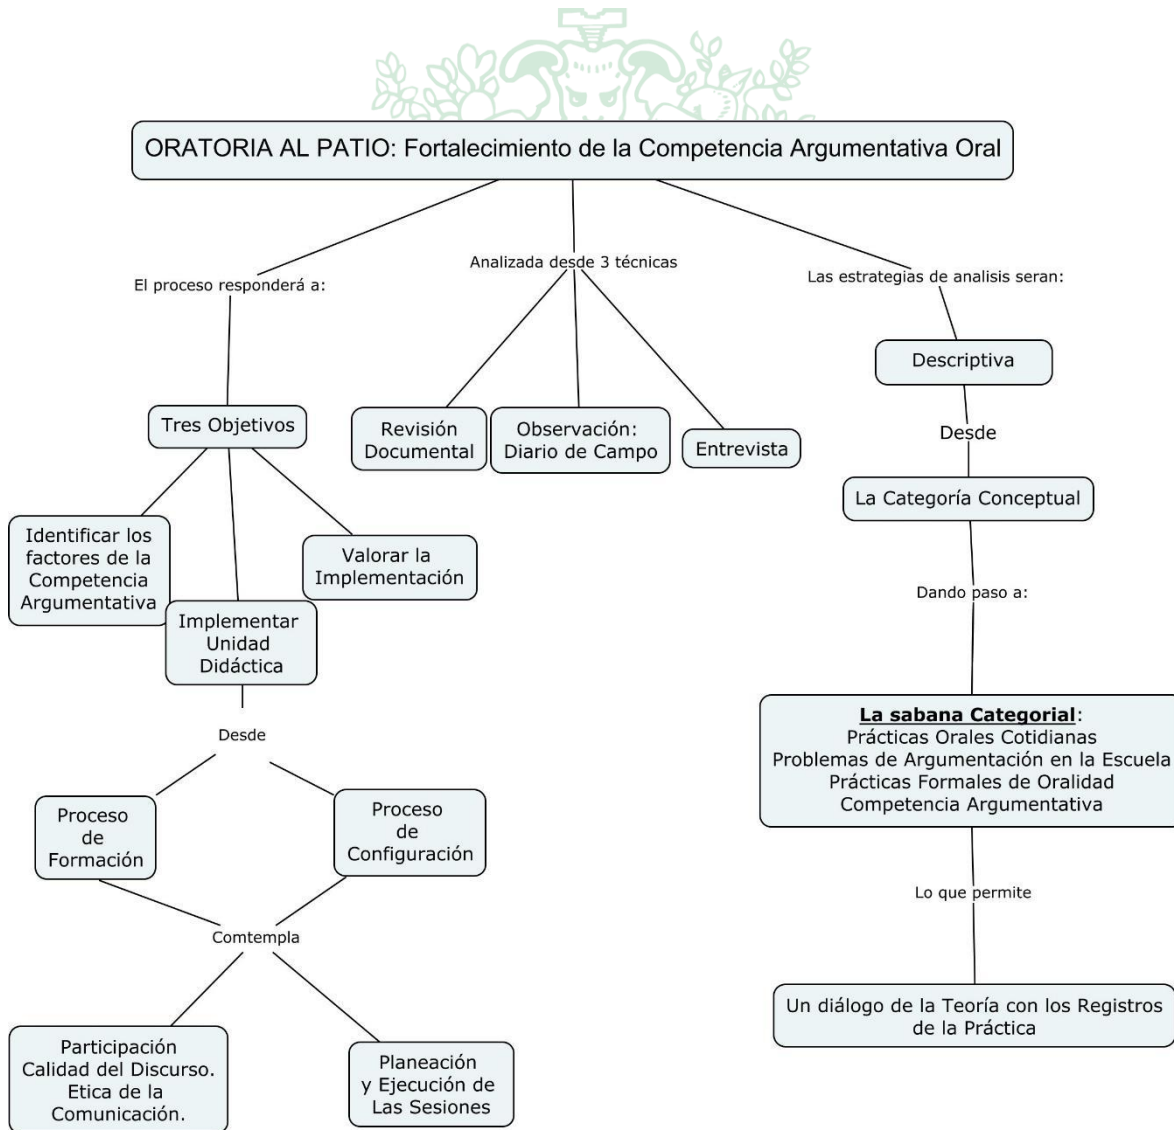 ORATORIA AL PATIO: Fortalecimiento de la Competencia Argumentativa Oral
El proceso responderá a:
Analizada desde 3 técnicas
Las estrategias de analisis seran:
Tres Objetivos
Identificar los
factores de la
Competencia
Argumentativa
Implementar
Unidad
Didáctica
Valorar la
Implementación
Desde
Proceso
de
Formación
Proceso
de
Configuración
Comtempla
Participación
Calidad del Discurso.
Etica de la
Comunicación.
Planeación
y Ejecución de
Las Sesiones
Revisión
Documental
Observación:
Diario de Campo
Entrevista
Descriptiva
Desde
La Categoría Conceptual
Dando paso a:
La sabana Categorial:
Prácticas Orales Cotidianas
Problemas de Argumentación en la Escuela
Prácticas Formales de Oralidad
Competencia Argumentativa
Lo que permite
Un diálogo de la Teoría con los Registros
de la Práctica